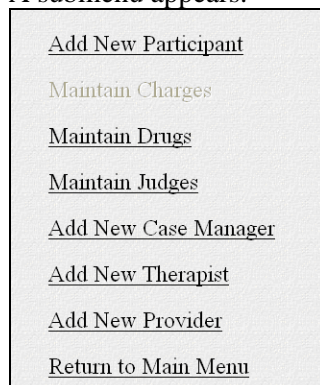 A submenu appears:
Add New Participant
Maintain Charges
Maintain Drugs
Maintain Judges
Add New Case Manager
Add New Therapist
Add New Provider
Return to Main Menu